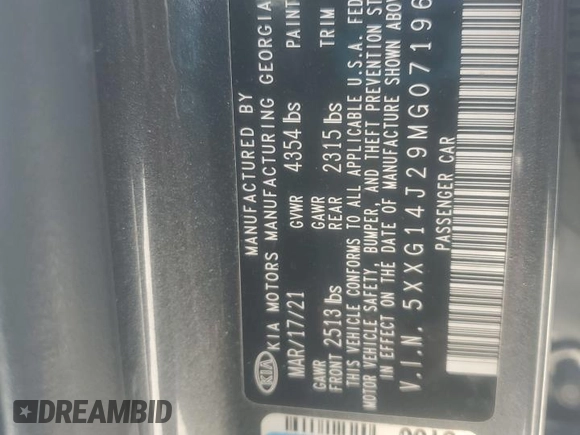 MANUFACTURED BY
KIA MOTORS MANUFACTURING GEORGIA
MAR/17/21 GVWR 4354 lbs PAINT
GAWR GAWR TRIM
FRONT 2513 lbs REAR 2315 lbs
THIS VEHICLE CONFORMS TO ALL APPLICABLE U.S.A. FED
MOTOR VEHICLE SAFETY, BUMPER, AND THEFT PREVENTION ST
IN EFFECT ON THE DATE OF MANUFACTURE SHOWN ABOV
V.I.N. 5XXG14J29MG07196
PASSENGER CAR
KIA
DREAMBID